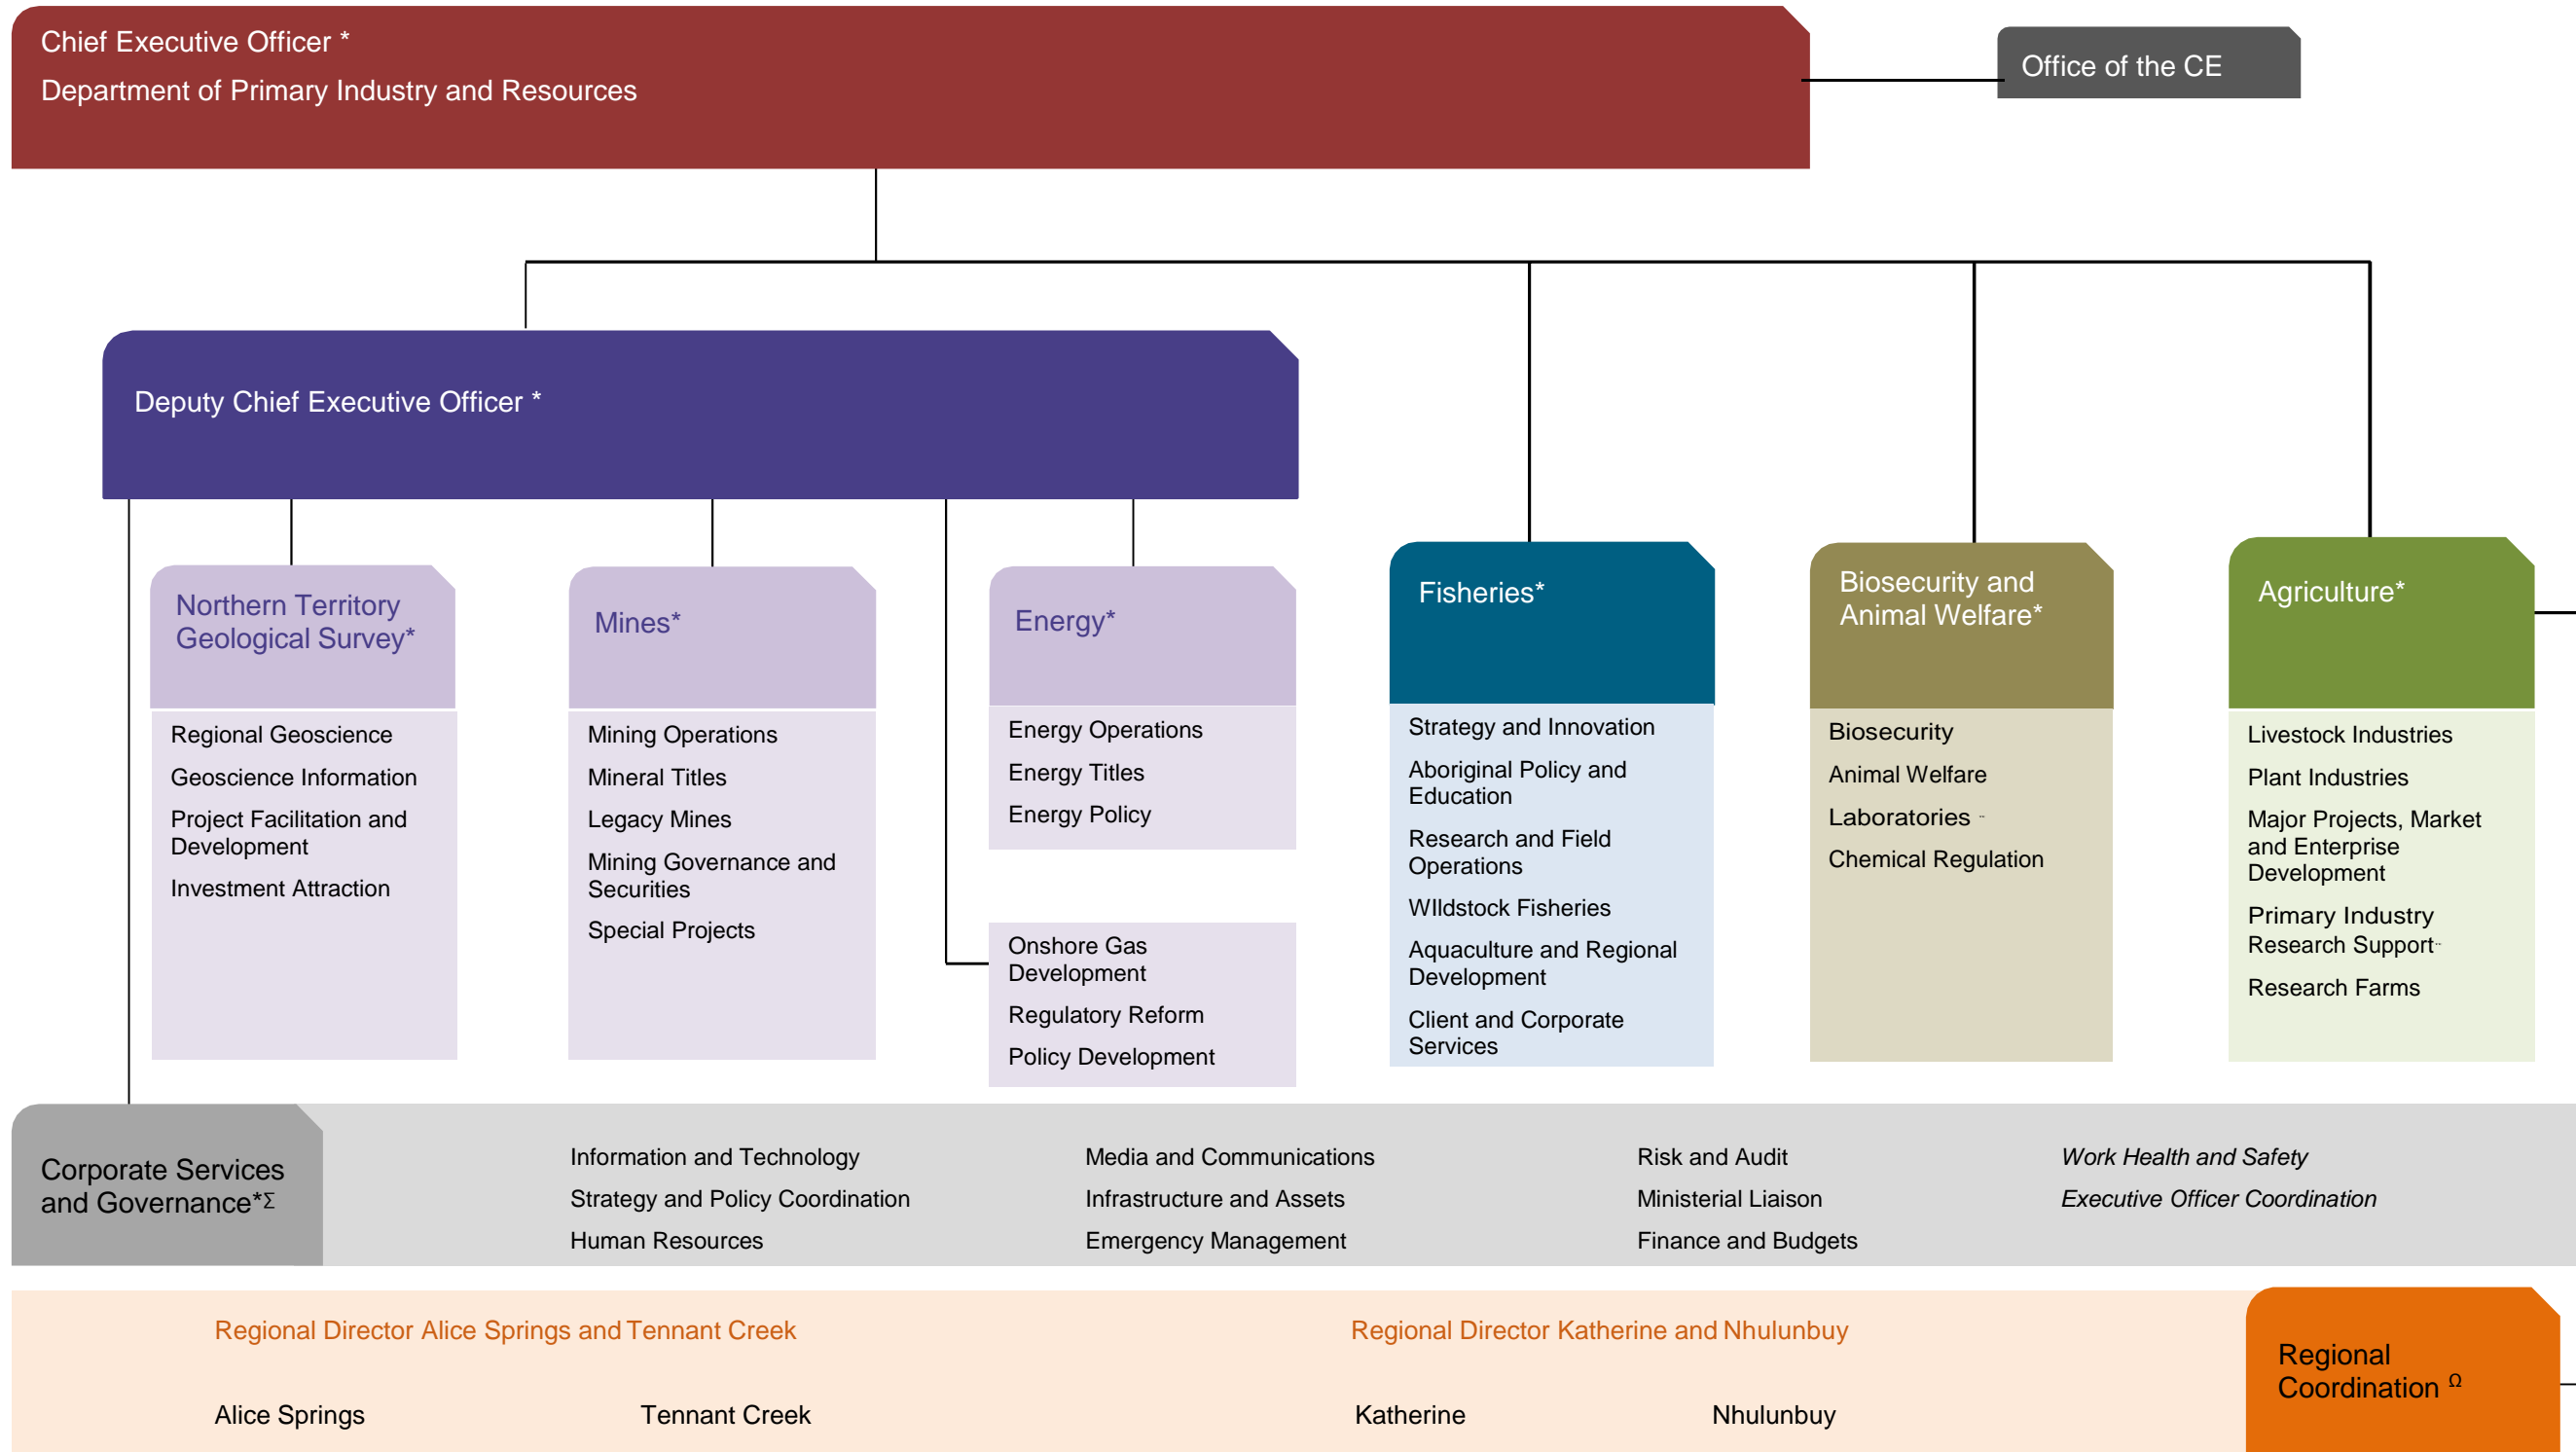 Chief Executive Officer *
Department of Primary Industry and Resources
Office of the CE
Deputy Chief Executive Officer *
Northern Territory
Geological Survey*
Regional Geoscience
Geoscience Information
Project Facilitation and
Development
Investment Attraction
Mines*
Mining Operations
Mineral Titles
Legacy Mines
Mining Governance and
Securities
Special Projects
Energy*
Energy Operations
Energy Titles
Energy Policy
Onshore Gas
Development
Regulatory Reform
Policy Development
Fisheries*
Strategy and Innovation
Aboriginal Policy and
Education
Research and Field
Operations
WIldstock Fisheries
Aquaculture and Regional
Development
Client and Corporate
Services
Biosecurity and
Animal Welfare*
Biosecurity
Animal Welfare
Laboratories
Chemical Regulation
Agriculture*
Livestock Industries
Plant Industries
Major Projects, Market
and Enterprise
Development
Primary Industry
Research Support
Research Farms
Corporate Services
and Governance*Σ
Information and Technology
Strategy and Policy Coordination
Human Resources
Media and Communications
Infrastructure and Assets
Emergency Management
Risk and Audit
Ministerial Liaison
Finance and Budgets
Work Health and Safety
Executive Officer Coordination
Regional Director Alice Springs and Tennant Creek
Alice Springs
Tennant Creek
Regional Director Katherine and Nhulunbuy
Katherine
Nhulunbuy
Regional
Coordination Ω